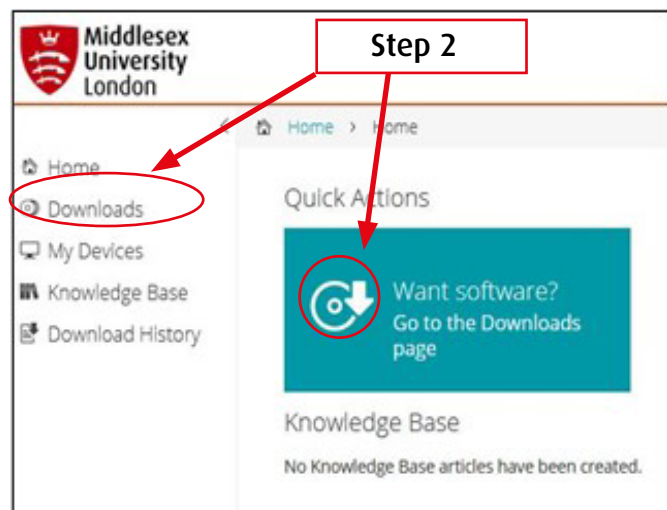 Middlesex
University
London
Step 2
Home > Home
Home
Downloads
My Devices
Knowledge Base
Download History
Quick Actions
Want software?
Go to the Downloads
page
Knowledge Base
No Knowledge Base articles have been created.